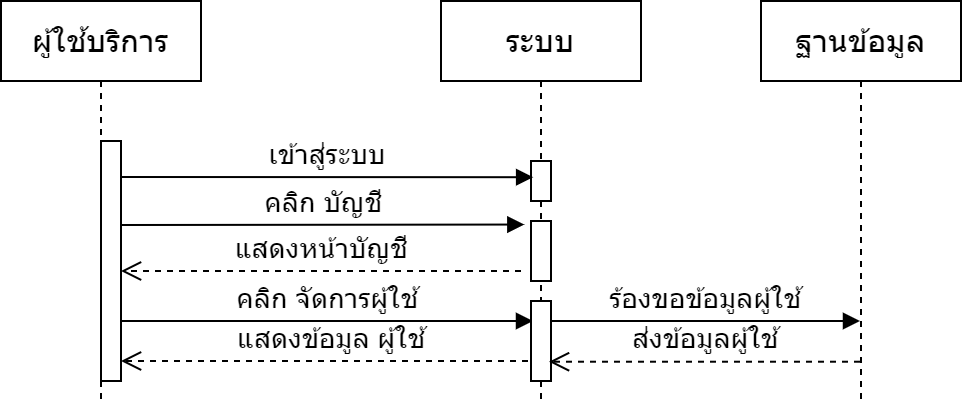 ผู้ใช้บริการ
ระบบ
ฐานข้อมูล
เข้าสู่ระบบ
คลิก บัญชี
แสดงหน้าบัญชี
คลิก จัดการผู้ใช้
ร้องขอข้อมูลผู้ใช้
แสดงข้อมูล ผู้ใช้
ส่งข้อมูลผู้ใช้